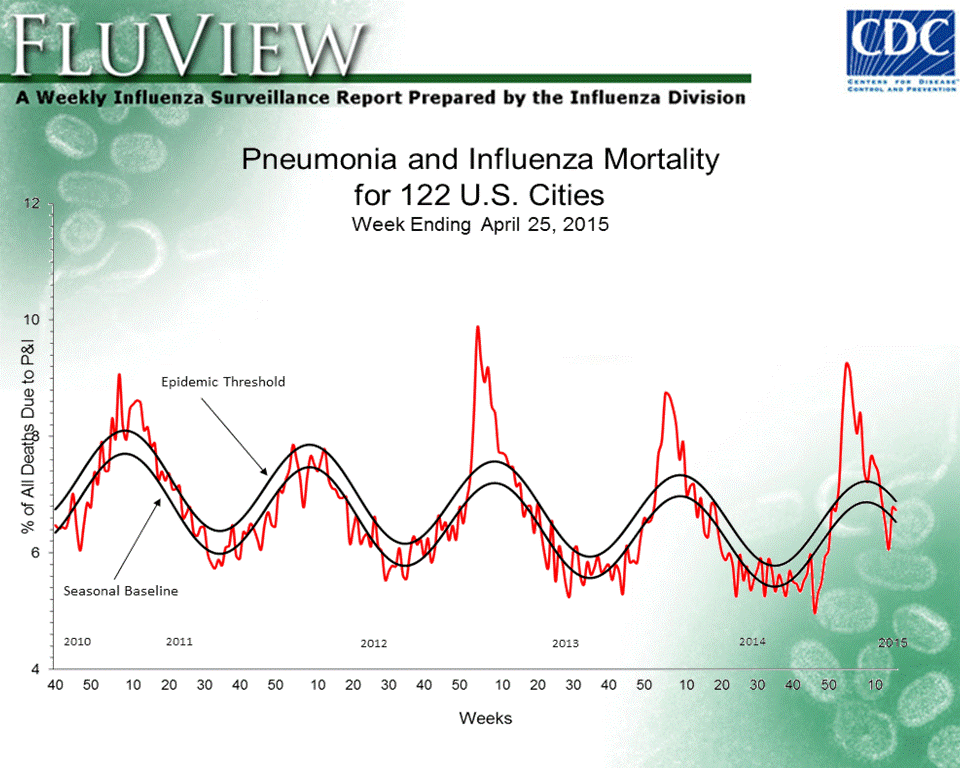 FLUVIEW
CDC
CENTERS FOR DISEASE
CONTROL AND PREVENTION
A Weekly Influenza Surveillance Report Prepared by the Influenza Division
Pneumonia and Influenza Mortality
for 122 U.S. Cities
Week Ending April 25, 2015
% of All Deaths Due to P&I
12
10
8
6
4
Epidemic Threshold
Seasonal Baseline
2010 2011 2012 2013 2014 2015
40 50 10 20 30 40 50 10 20 30 40 50 10 20 30 40 50 10 20 30 40 50 10
Weeks